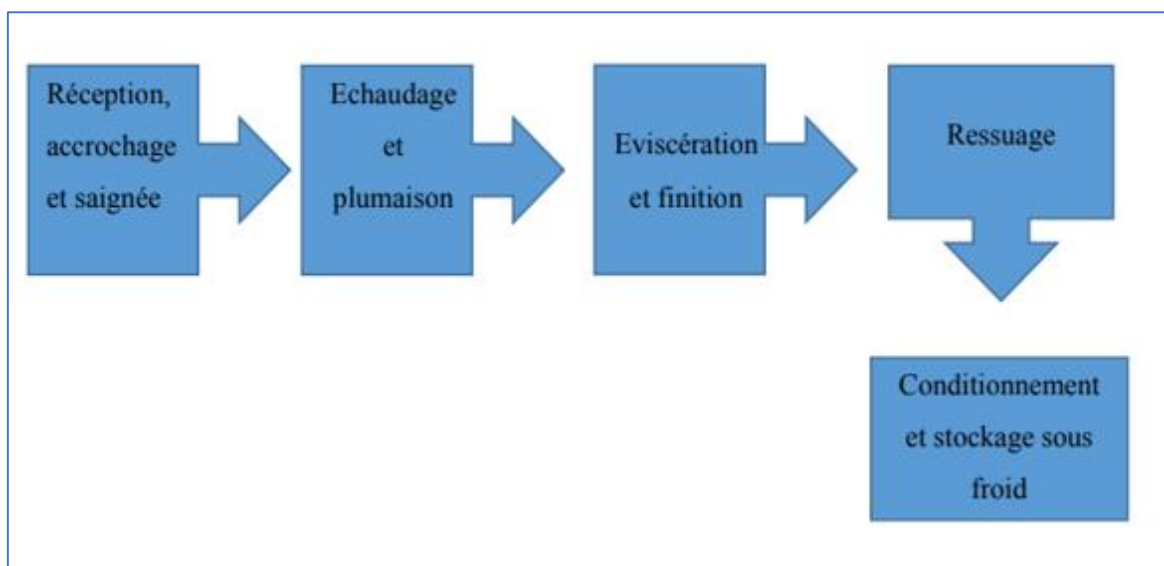 Réception,
accrochage
et saignée
Echaudage
et
plumaison
Eviscération
et finition
Ressuage
Conditionnement
et stockage sous
froid